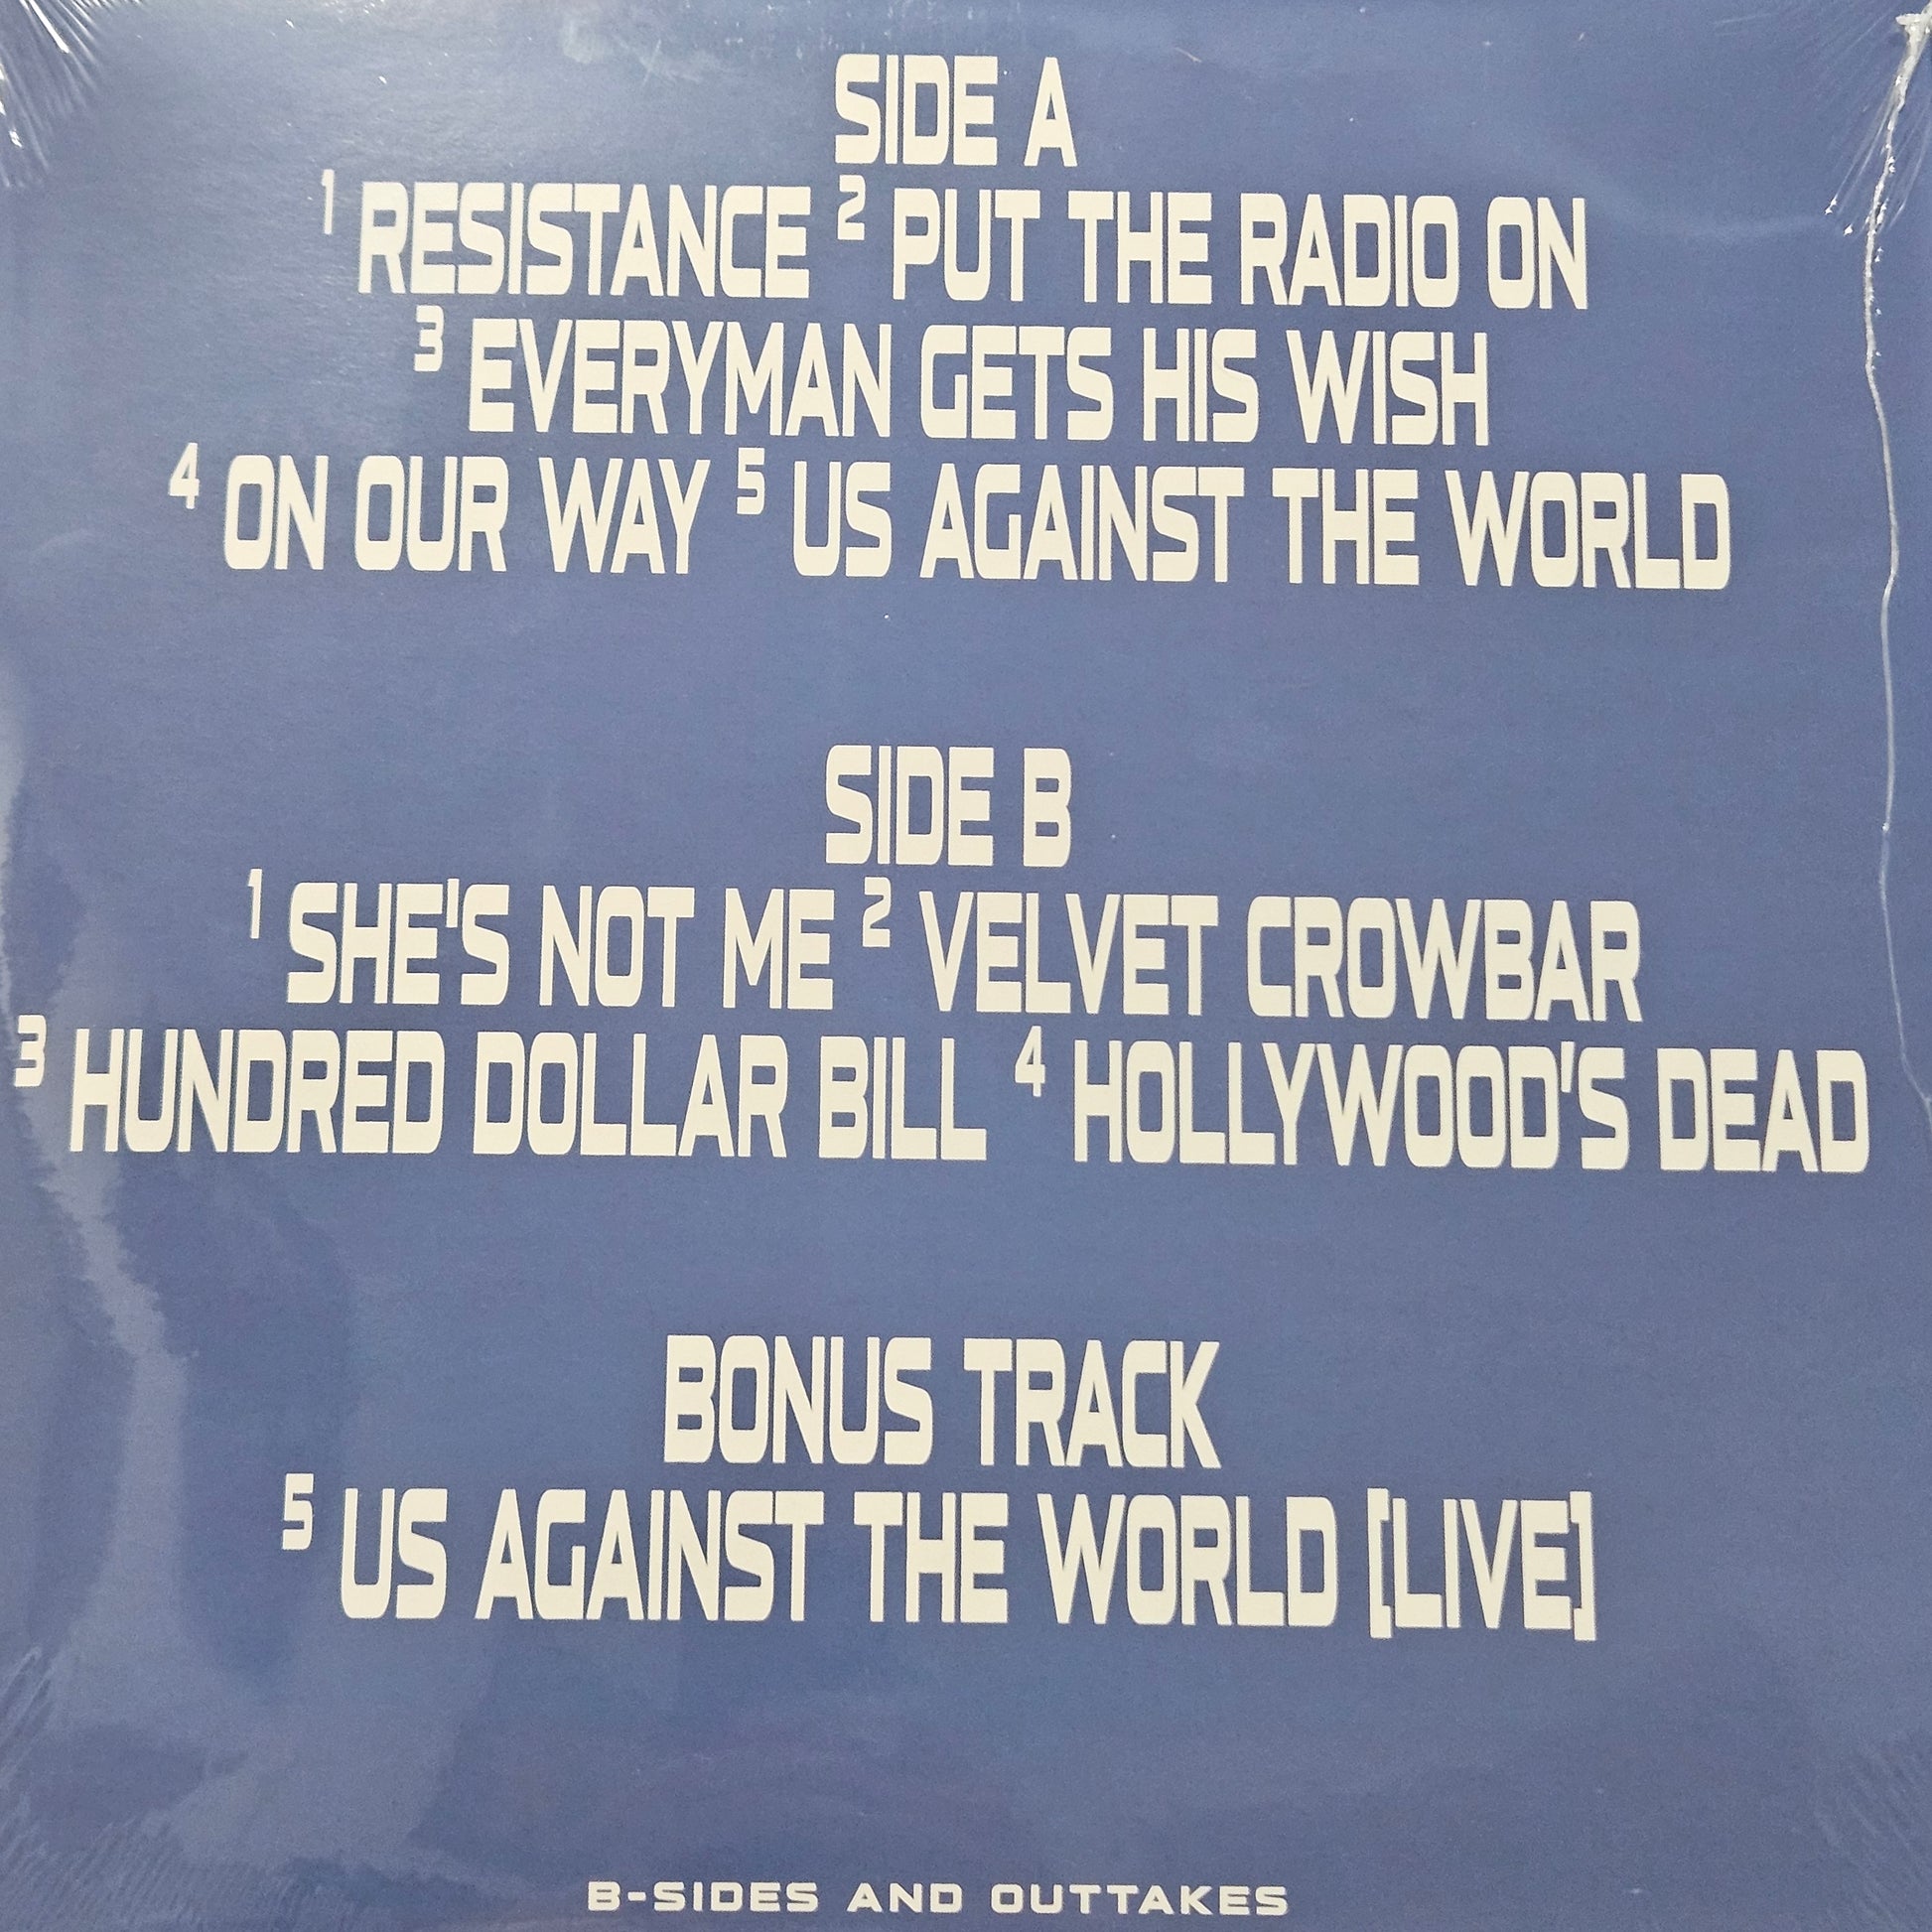 SIDE A
1 RESISTANCE 2 PUT THE RADIO ON
3 EVERYMAN GETS HIS WISH
4 ON OUR WAY 5 US AGAINST THE WORLD
SIDE B
1 SHE'S NOT ME 2 VELVET CROWBAR
3 HUNDRED DOLLAR BILL 4 HOLLYWOOD'S DEAD
BONUS TRACK
5 US AGAINST THE WORLD [LIVE]
B-SIDES AND OUTTAKES